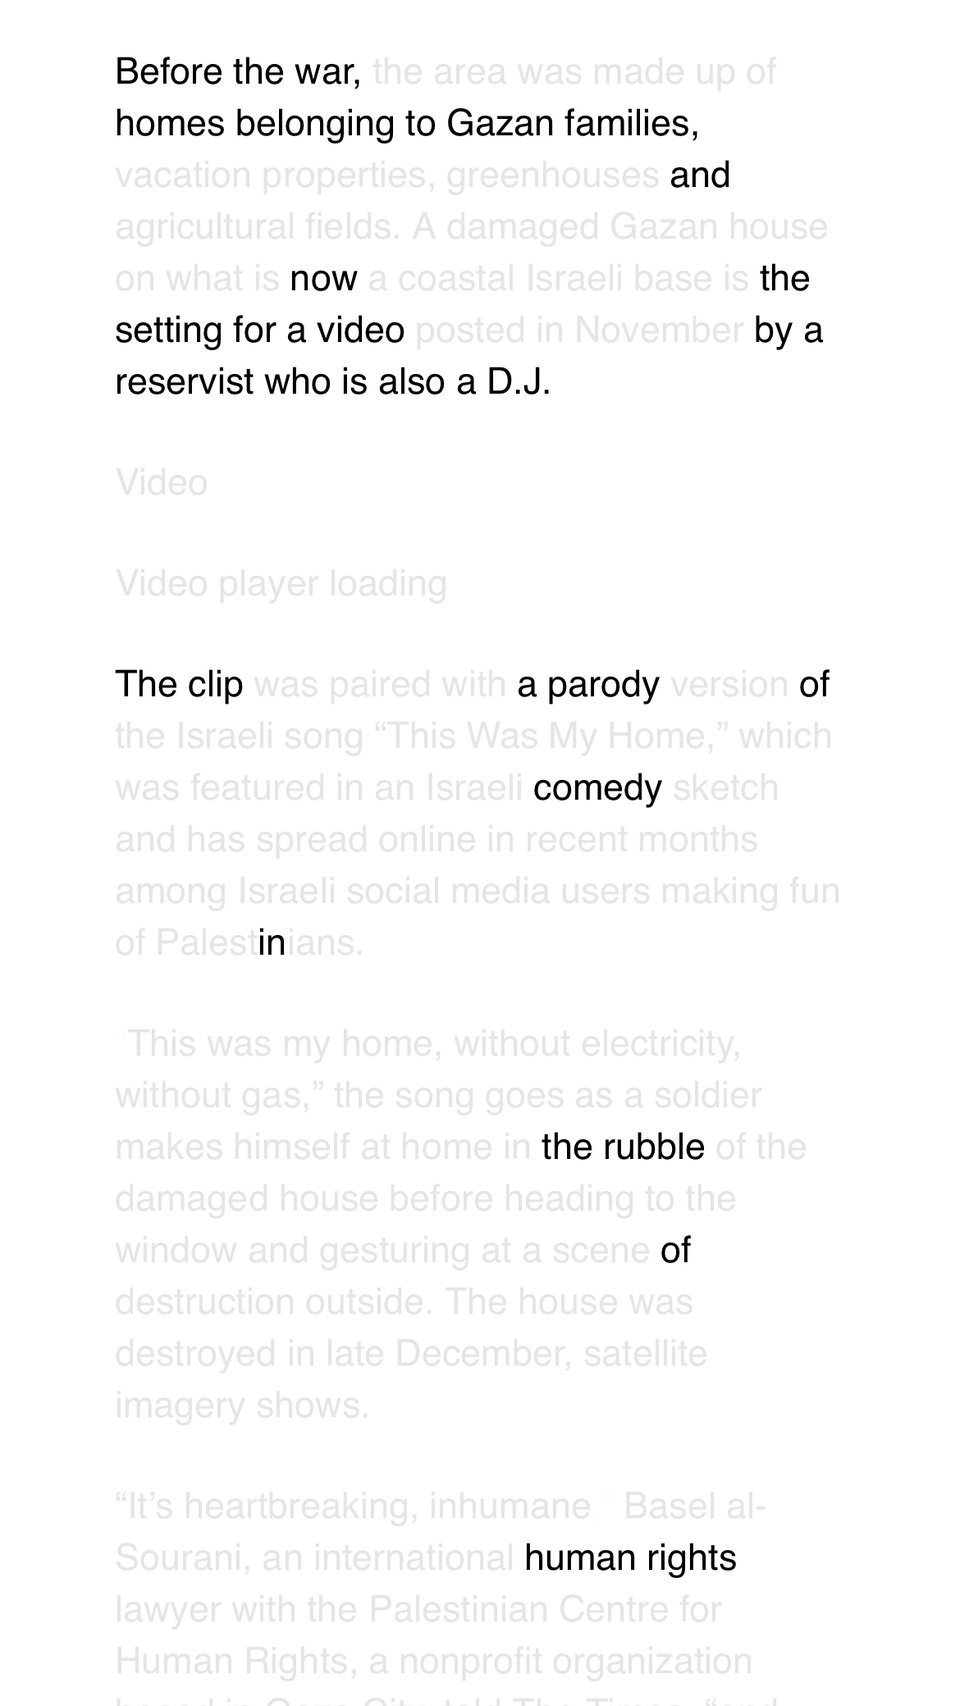 Before the war, the area was made up of
homes belonging to Gazan families,
vacation properties, greenhouses and
agricultural fields. A damaged Gazan house
on what is now a coastal Israeli base is the
setting for a video posted in November by a
reservist who is also a D.J.
Video
Video player loading
The clip was paired with a parody version of
the Israeli song “This Was My Home,” which
was featured in an Israeli comedy sketch
and has spread online in recent months
among Israeli social media users making fun
of Palestinians.
This was my home, without electricity,
without gas,” the song goes as a soldier
makes himself at home in the rubble of the
damaged house before heading to the
window and gesturing at a scene of
destruction outside. The house was
destroyed in late December, satellite
imagery shows.
“It’s heartbreaking, inhumane ” Basel al-
Sourani, an international human rights
lawyer with the Palestinian Centre for
Human Rights, a nonprofit organization
based in Gaza City, told The Times, “and